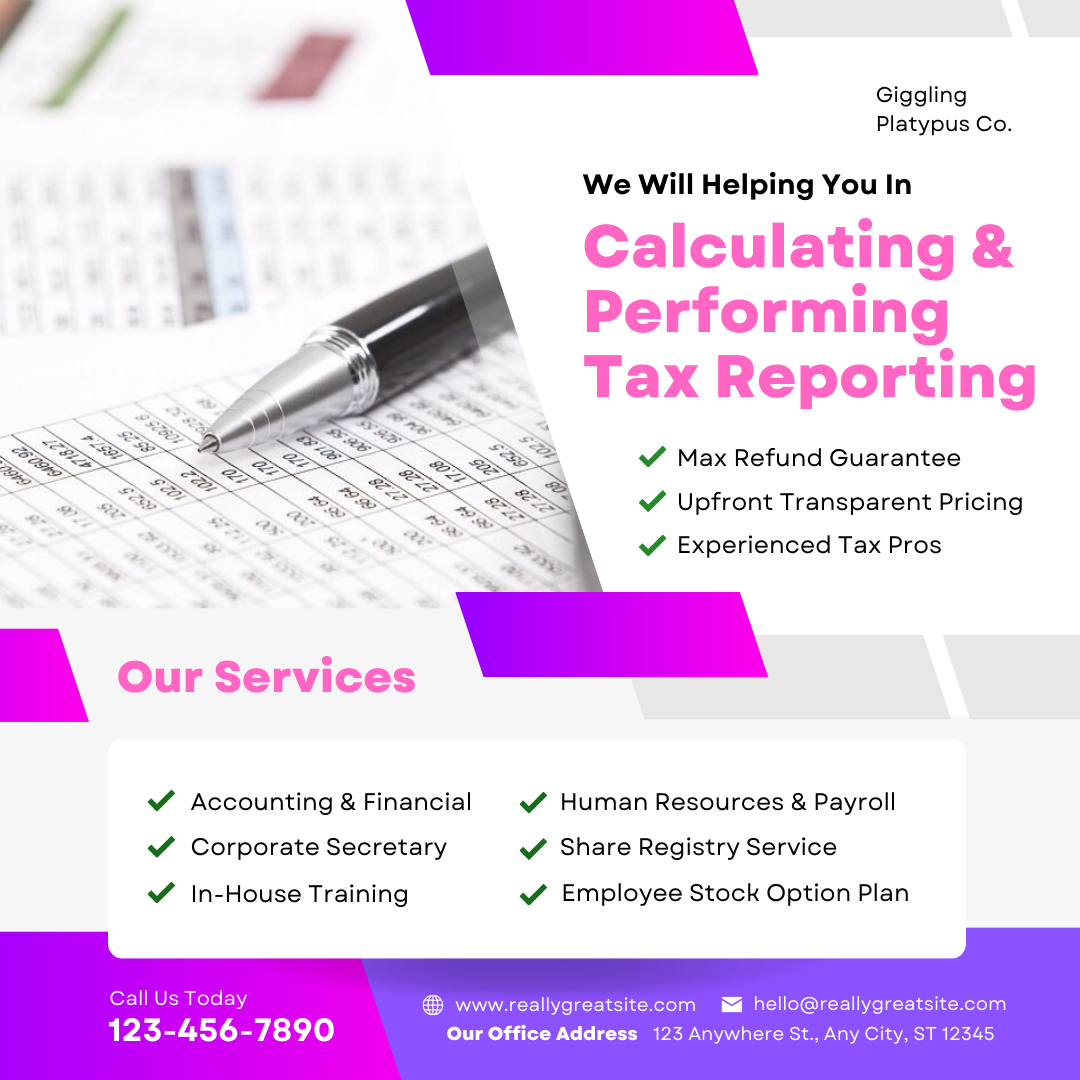 Giggling
Platypus Co.
We Will Helping You In
Calculating &
Performing
Tax Reporting
Max Refund Guarantee
Upfront Transparent Pricing
Experienced Tax Pros
Our Services
Accounting & Financial
Corporate Secretary
In-House Training
Human Resources & Payroll
Share Registry Service
Employee Stock Option Plan
Call Us Today
123-456-7890
www.reallygreatsite.com
hello@reallygreatsite.com
Our Office Address 123 Anywhere St., Any City, ST 12345